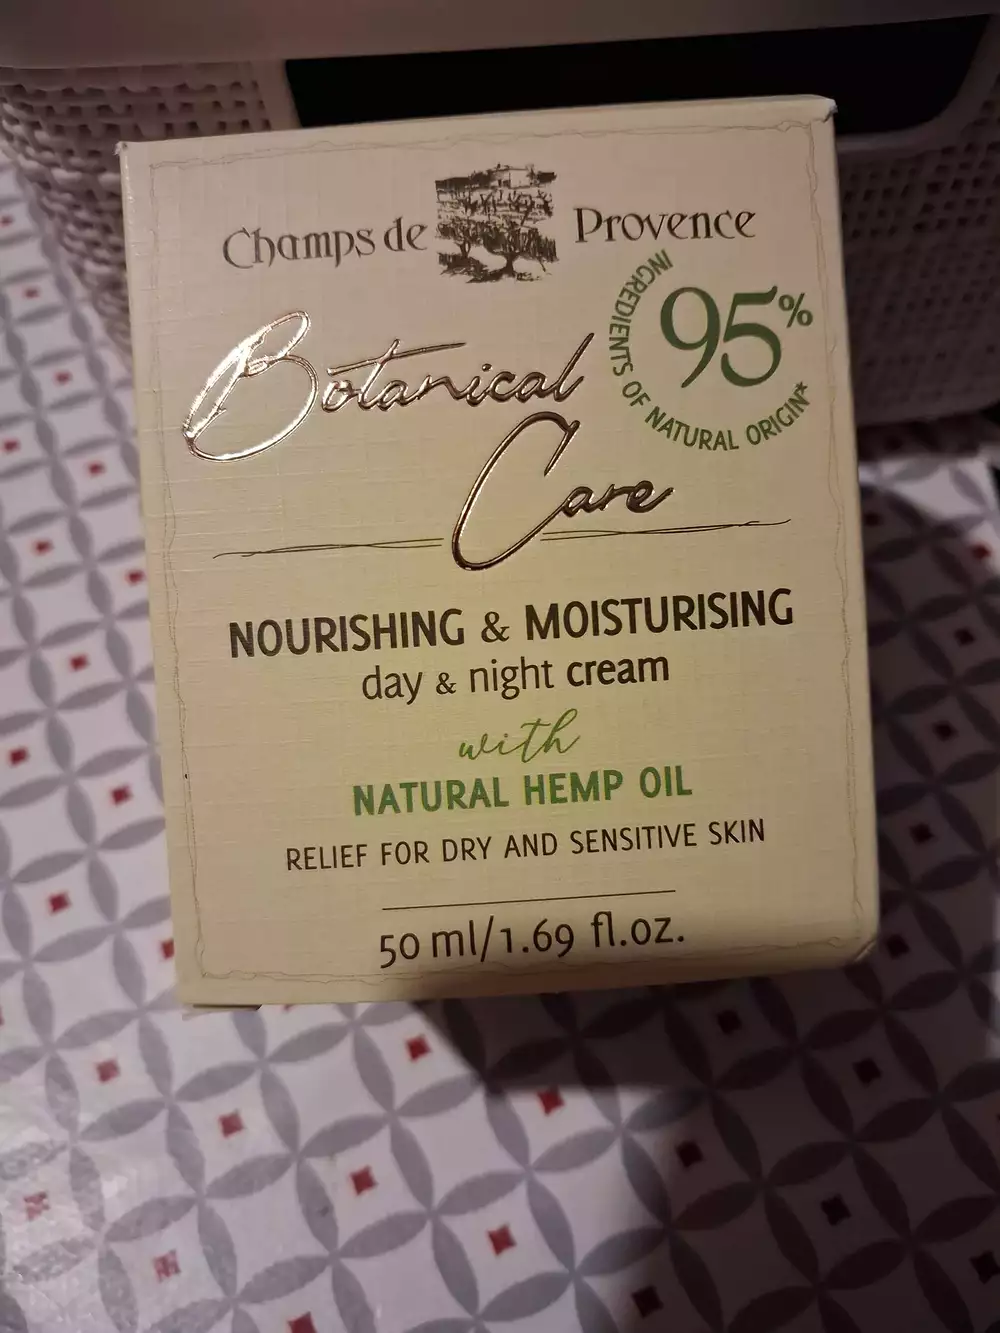 Champs de Provence
INGREDIENTS OF NATURAL ORIGIN*
95%
Botanical
Care
NOURISHING & MOISTURISING
day & night cream
with
NATURAL HEMP OIL
RELIEF FOR DRY AND SENSITIVE SKIN
50 ml/1.69 fl.oz.